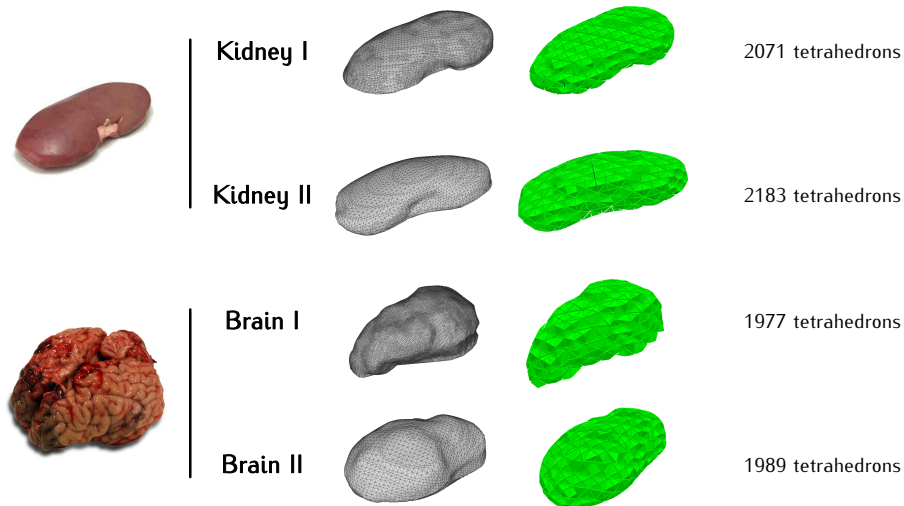 Kidney I
2071 tetrahedrons
Kidney II
2183 tetrahedrons
Brain I
1977 tetrahedrons
Brain II
1989 tetrahedrons